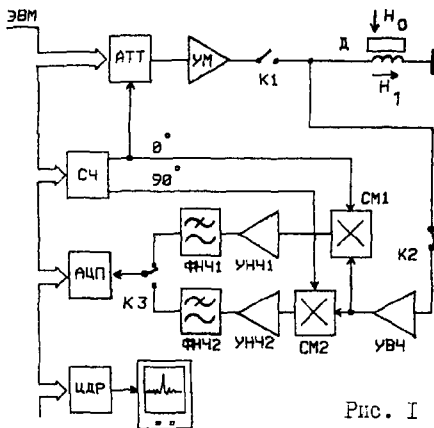 ЭВМ
H₀
Д
АТТ
УМ
К1
H₁
0°
СЧ
90°
СМ1
К2
АЦП
К3
ФНЧ1
УНЧ1
ФНЧ2
УНЧ2
СМ2
УВЧ
ЦДР
Рис. I